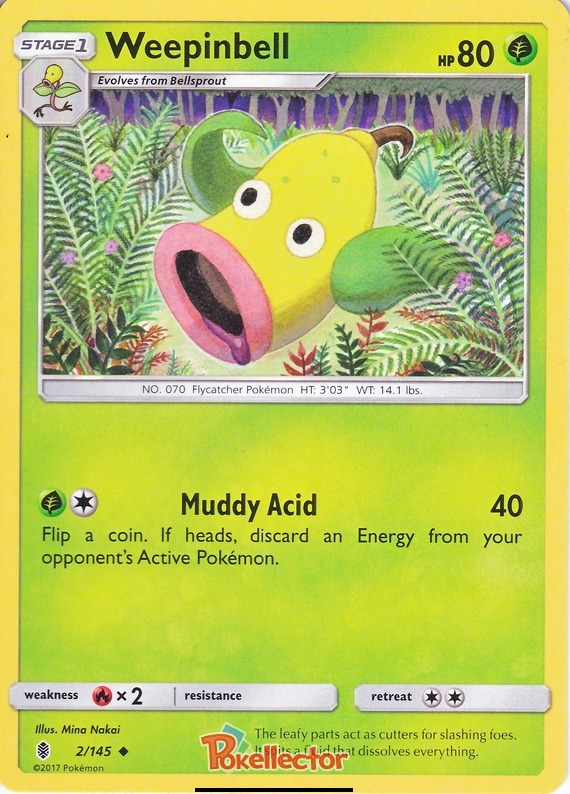 STAGE1 Weepinbell HP80
Evolves from Bellsprout
NO. 070 Flycatcher Pokémon HT: 3'03" WT: 14.1 lbs.
Muddy Acid 40
Flip a coin. If heads, discard an Energy from your
opponent's Active Pokémon.
weakness ×2 resistance retreat
Illus. Mina Nakai
2/145
©2017 Pokémon
The leafy parts act as cutters for slashing foes.
It spits a fluid that dissolves everything.
Pokellector